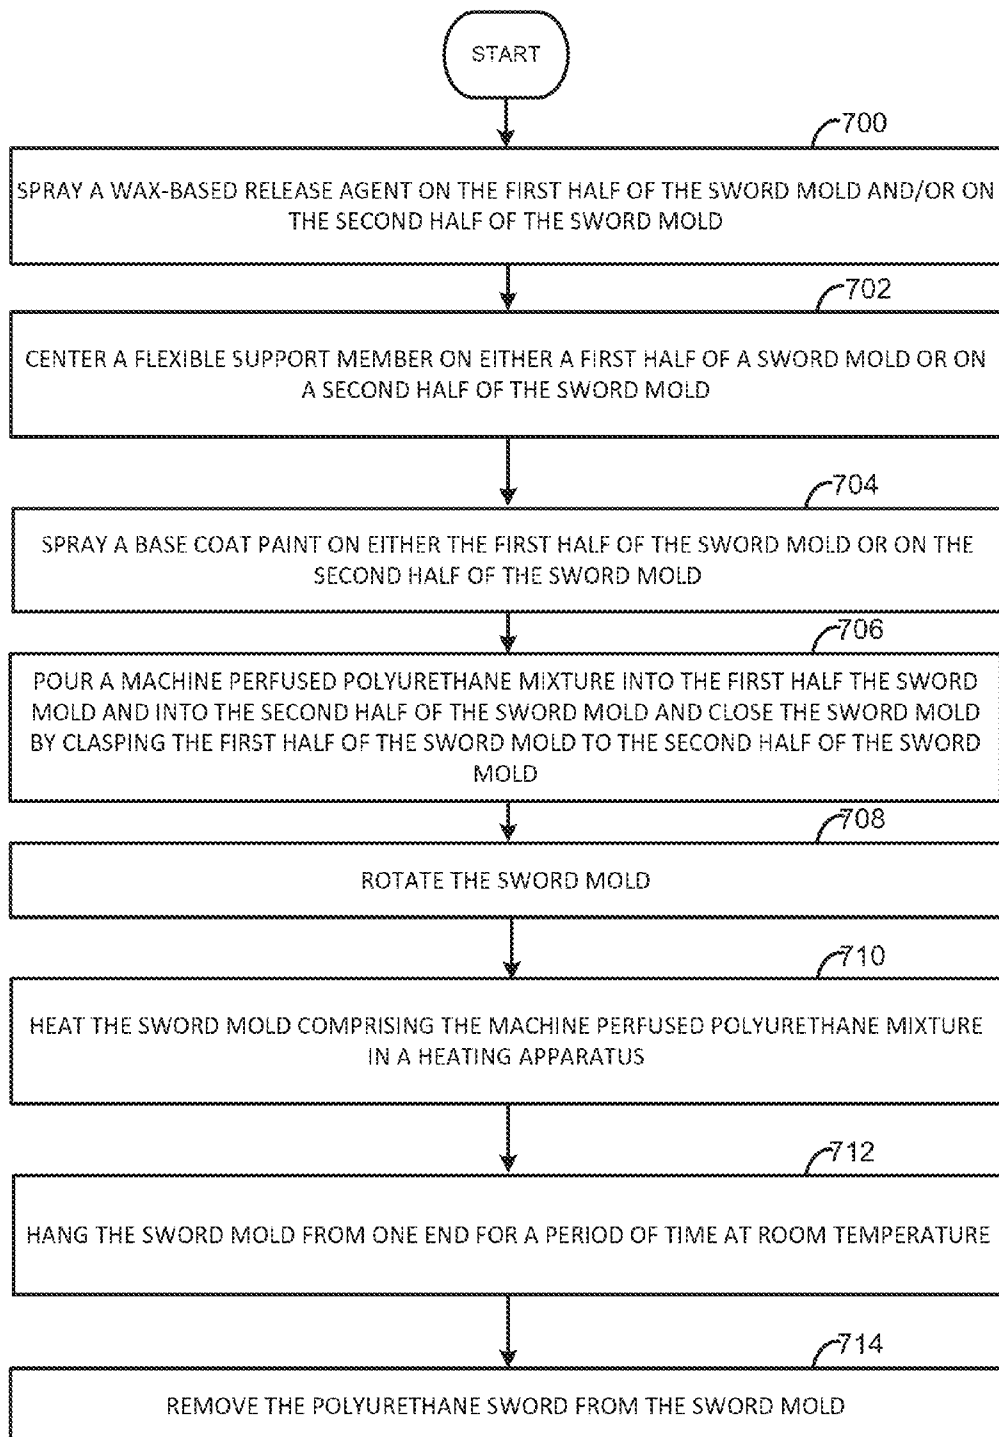 START
700
SPRAY A WAX-BASED RELEASE AGENT ON THE FIRST HALF OF THE SWORD MOLD AND/OR ON
THE SECOND HALF OF THE SWORD MOLD
702
CENTER A FLEXIBLE SUPPORT MEMBER ON EITHER A FIRST HALF OF A SWORD MOLD OR ON
A SECOND HALF OF THE SWORD MOLD
704
SPRAY A BASE COAT PAINT ON EITHER THE FIRST HALF OF THE SWORD MOLD OR ON THE
SECOND HALF OF THE SWORD MOLD
706
POUR A MACHINE PERFUSED POLYURETHANE MIXTURE INTO THE FIRST HALF THE SWORD
MOLD AND INTO THE SECOND HALF OF THE SWORD MOLD AND CLOSE THE SWORD MOLD
BY CLASPING THE FIRST HALF OF THE SWORD MOLD TO THE SECOND HALF OF THE SWORD
MOLD
708
ROTATE THE SWORD MOLD
710
HEAT THE SWORD MOLD COMPRISING THE MACHINE PERFUSED POLYURETHANE MIXTURE
IN A HEATING APPARATUS
712
HANG THE SWORD MOLD FROM ONE END FOR A PERIOD OF TIME AT ROOM TEMPERATURE
714
REMOVE THE POLYURETHANE SWORD FROM THE SWORD MOLD